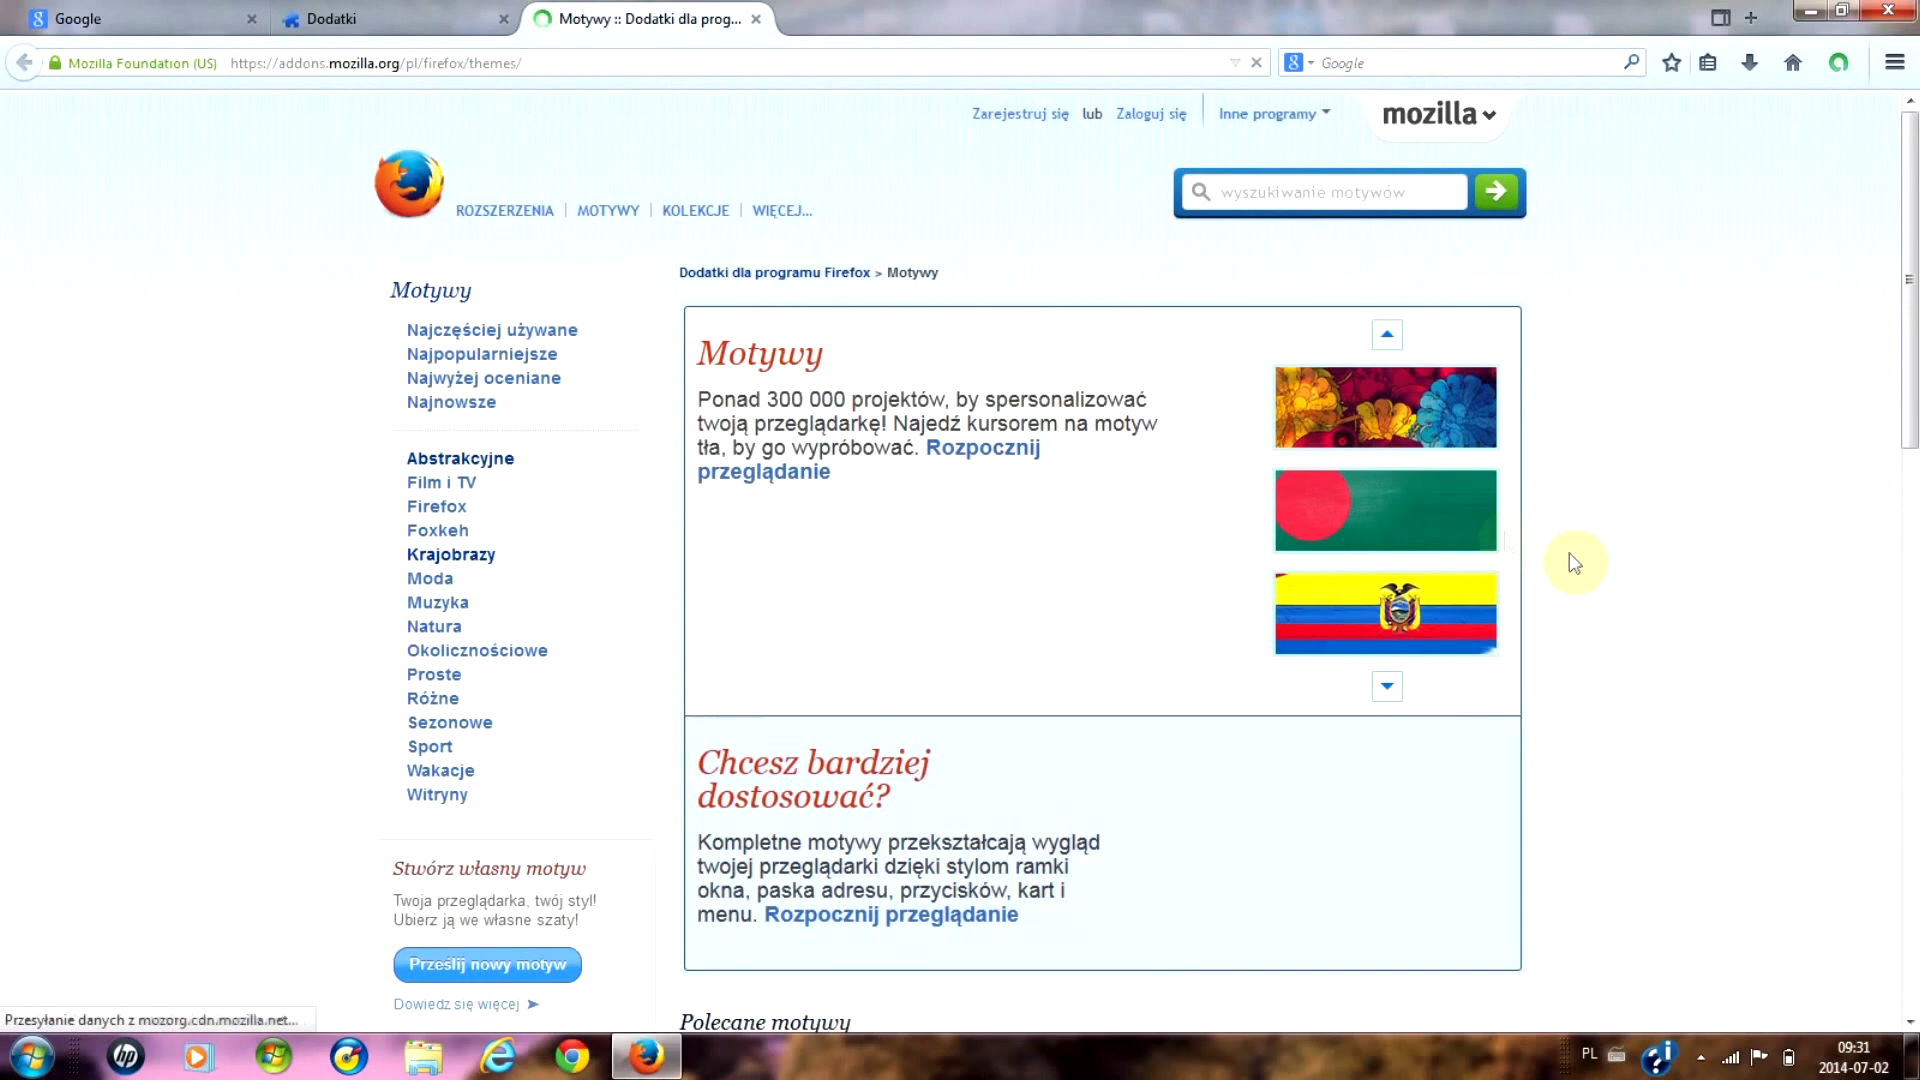 Google
Dodatki
Motywy :: Dodatki dla prog...
Mozilla Foundation (US)
https://addons.mozilla.org/pl/firefox/themes/
Google
Zarejestruj się lub Zaloguj się
Inne programy
mozilla
ROZSZERZENIA
MOTYWY
KOLEKCJE
WIĘCEJ...
wyszukiwanie motywów
Dodatki dla programu Firefox > Motywy
Motywy
Najczęściej używane
Najpopularniejsze
Najwyżej oceniane
Najnowsze
Abstrakcyjne
Film i TV
Firefox
Foxkeh
Krajobrazy
Moda
Muzyka
Natura
Okolicznościowe
Proste
Różne
Sezonowe
Sport
Wakacje
Witryny
Stwórz własny motyw
Twoja przeglądarka, twój styl!
Ubierz ją we własne szaty!
Prześlij nowy motyw
Dowiedz się więcej ➤
Motywy
Ponad 300 000 projektów, by spersonalizować
twoją przeglądarkę! Najedź kursorem na motyw
tła, by go wypróbować. Rozpocznij
przeglądanie
Chcesz bardziej
dostosować?
Kompletne motywy przekształcają wygląd
twojej przeglądarki dzięki stylom ramki
okna, paska adresu, przycisków, kart i
menu. Rozpocznij przeglądanie
Polecane motywy
Przesyłanie danych z mozorg.cdn.mozilla.net...
hp
PL
09:31
2014-07-02